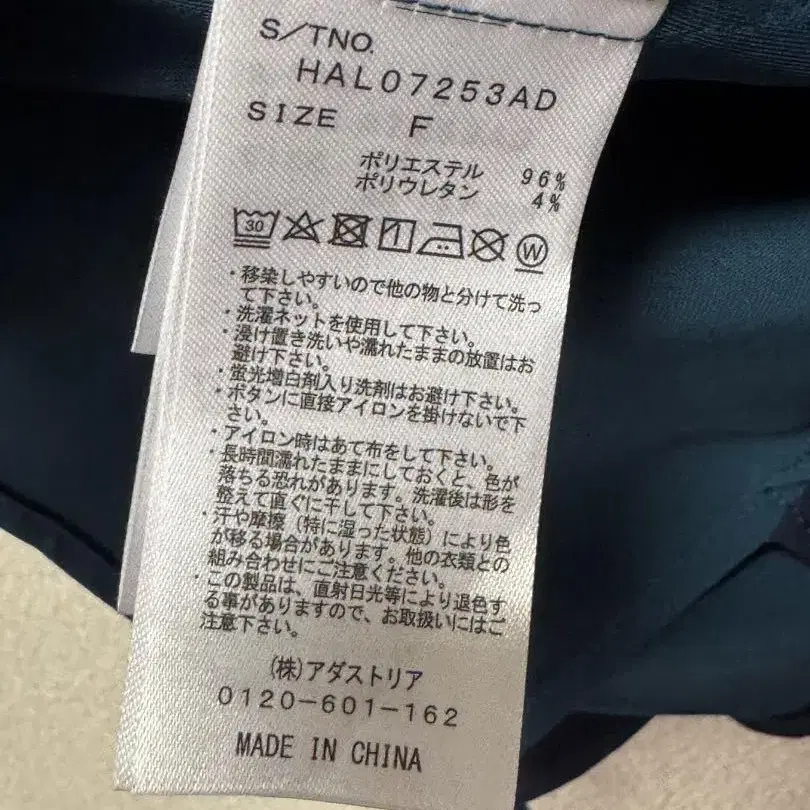 S/TNO.
HAL07253AD
SIZE F
ポリエステル 96%
ポリウレタン 4%
30 W
・移染しやすいので他の物と分けて洗っ
て下さい。
・洗濯ネットを使用して下さい。
・浸け置き洗いや濡れたままの放置はお
避け下さい。
・蛍光増白剤入り洗剤はお避け下さい。
・ボタンに直接アイロンを掛けないで下
さい。
・アイロン時はあて布をして下さい。
・長時間濡れたままにしておくと、色が
落ちる恐れがあります。洗濯後は形を
整えて直ぐに干して下さい。
・汗や摩擦(特に湿った状態)により色
が移る場合があります。他の衣類との
組み合わせにご注意ください。
・この製品は、直射日光等により退色す
る事がありますので、お取扱いにはご
注意下さい。
(株)アダストリア
0120-601-162
MADE IN CHINA